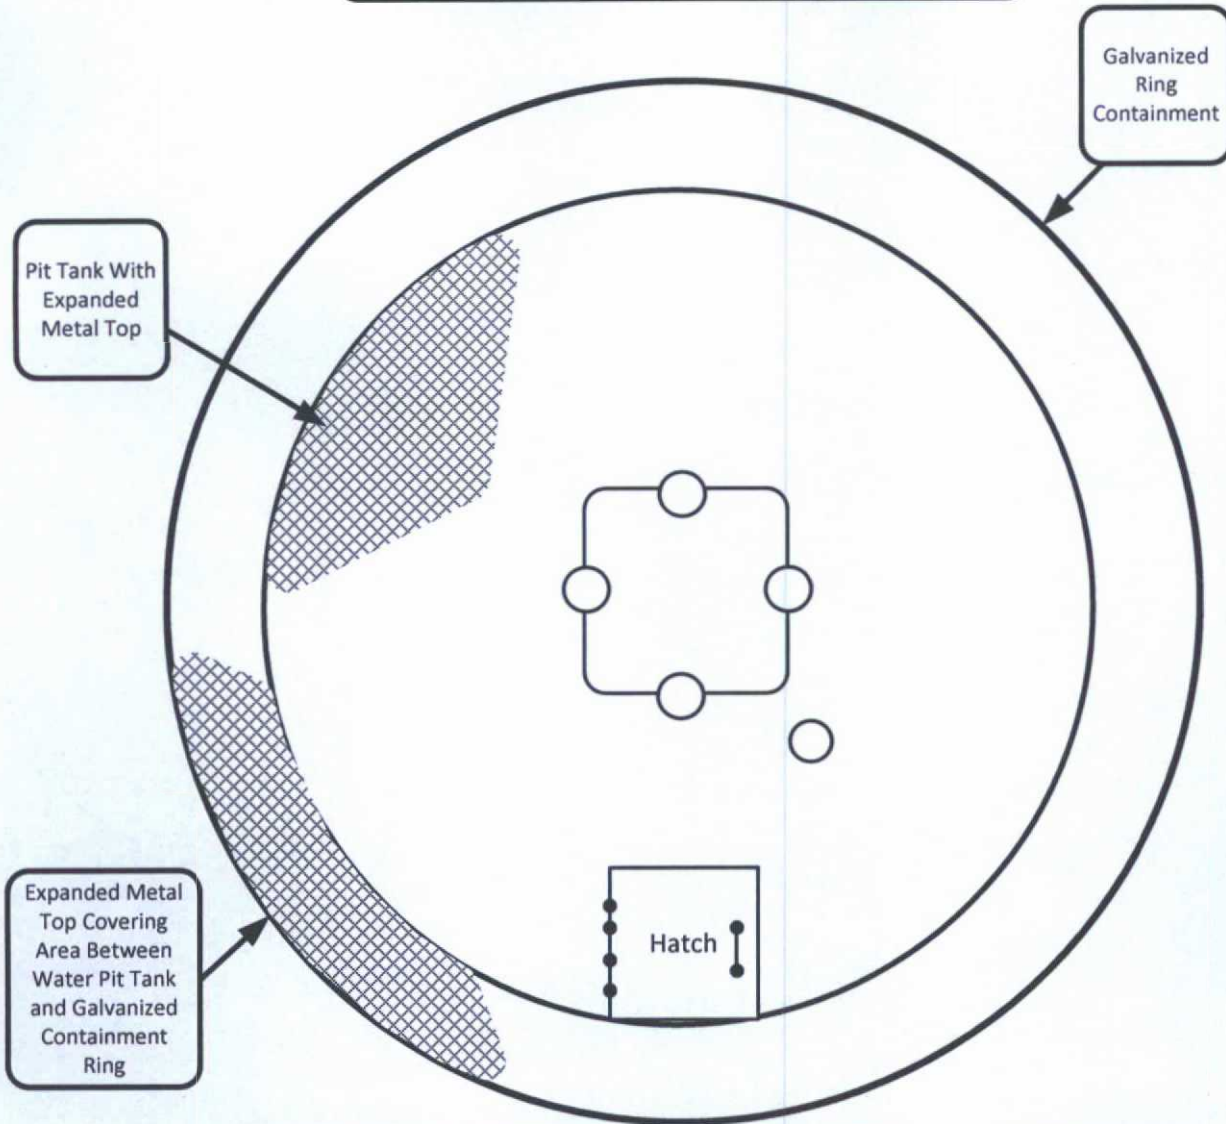 Galvanized
Ring
Containment
Pit Tank With
Expanded
Metal Top
Expanded Metal
Top Covering
Area Between
Water Pit Tank
and Galvanized
Containment
Ring
Hatch